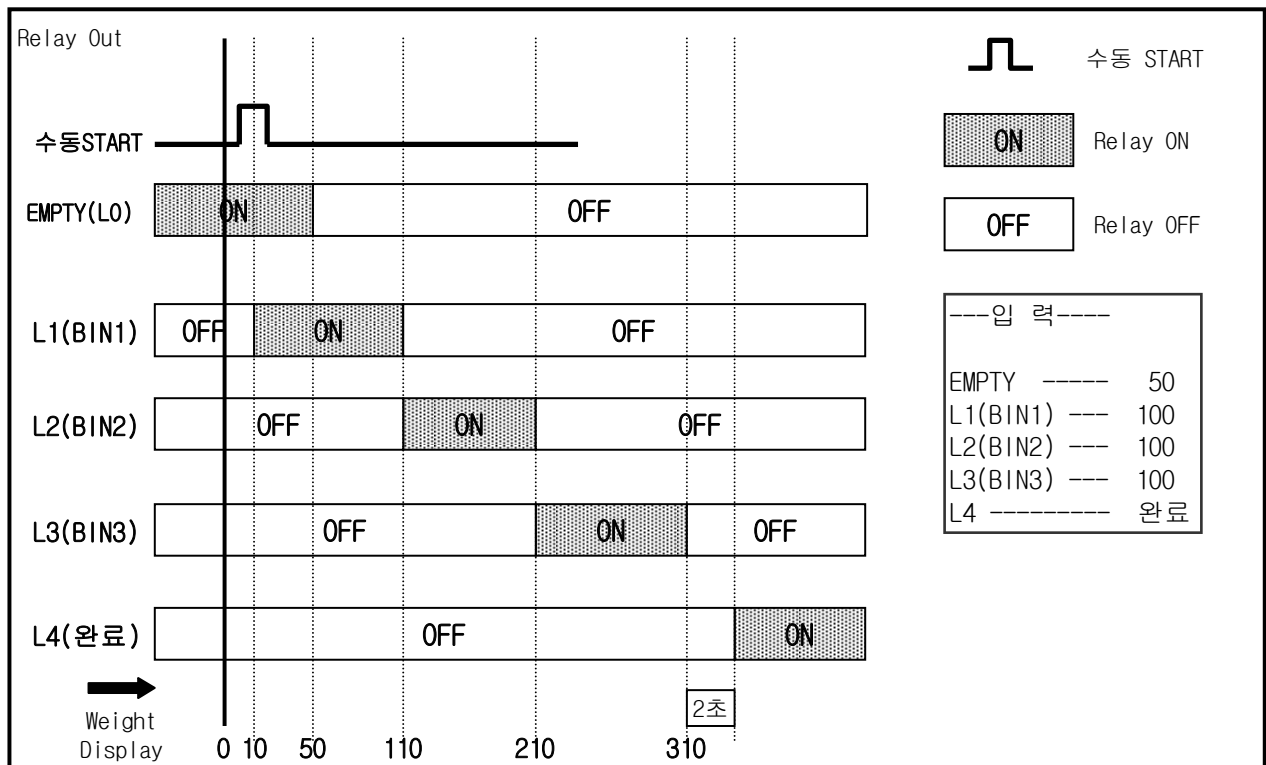 Relay Out
수동START
EMPTY(L0)
ON
OFF
L1(BIN1)
OFF
ON
OFF
L2(BIN2)
OFF
ON
OFF
L3(BIN3)
OFF
ON
OFF
L4(완료)
OFF
ON
2초
Weight
Display
0 10 50 110 210 310
수동 START
ON
Relay ON
OFF
Relay OFF
---입 력----
EMPTY ----- 50
L1(BIN1) --- 100
L2(BIN2) --- 100
L3(BIN3) --- 100
L4 --------- 완료